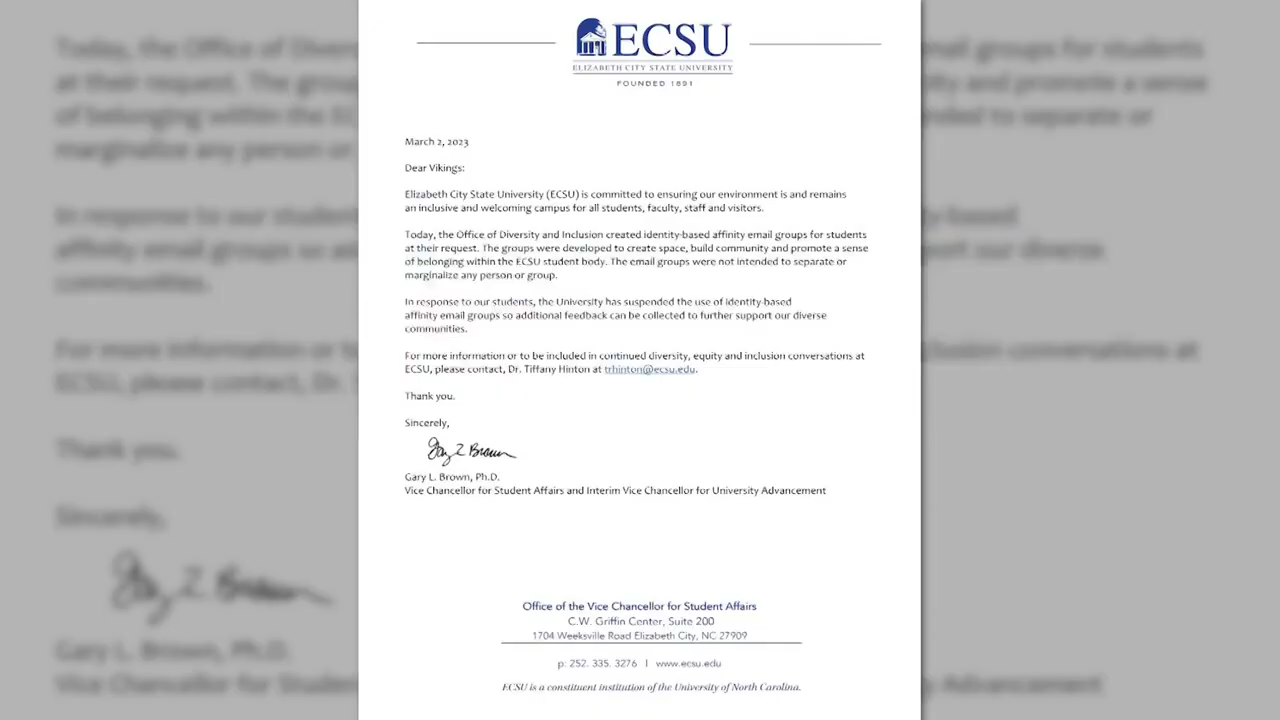 ECSU
ELIZABETH CITY STATE UNIVERSITY
FOUNDED 1891
March 2, 2023
Dear Vikings:
Elizabeth City State University (ECSU) is committed to ensuring our environment is and remains
an inclusive and welcoming campus for all students, faculty, staff and visitors.
Today, the Office of Diversity and Inclusion created identity-based affinity email groups for students
at their request. The groups were developed to create space, build community and promote a sense
of belonging within the ECSU student body. The email groups were not intended to separate or
marginalize any person or group.
In response to our students, the University has suspended the use of identity-based
affinity email groups so additional feedback can be collected to further support our diverse
communities.
For more information or to be included in continued diversity, equity and inclusion conversations at
ECSU, please contact, Dr. Tiffany Hinton at trhinton@ecsu.edu.
Thank you.
Sincerely,
Gary L. Brown, Ph.D.
Vice Chancellor for Student Affairs and Interim Vice Chancellor for University Advancement
Office of the Vice Chancellor for Student Affairs
C.W. Griffin Center, Suite 200
1704 Weeksville Road Elizabeth City, NC 27909
p: 252. 335. 3276 | www.ecsu.edu
ECSU is a constituent institution of the University of North Carolina.